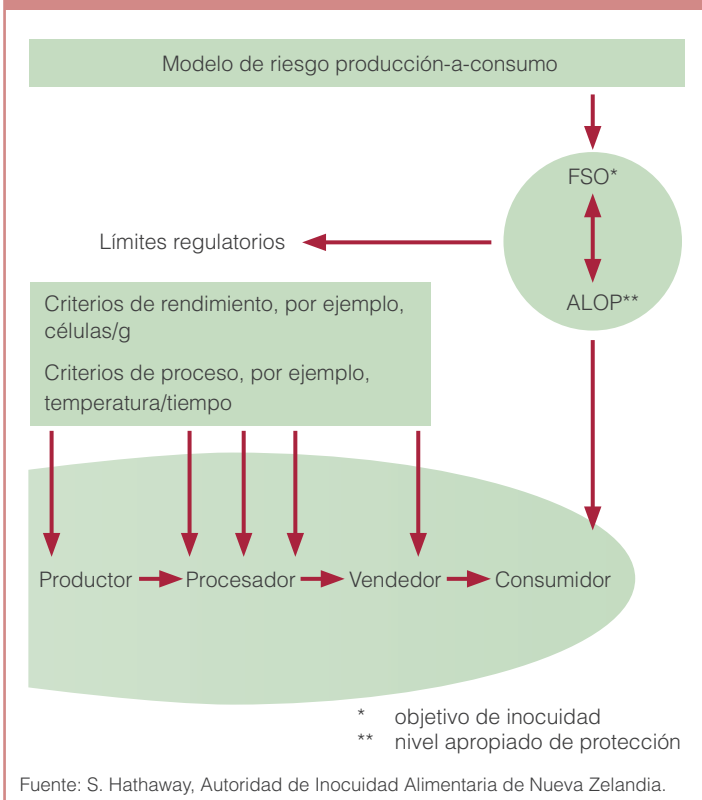 Modelo de riesgo producción-a-consumo
FSO*
Límites regulatorios
ALOP**
Criterios de rendimiento, por ejemplo,
células/g
Criterios de proceso, por ejemplo,
temperatura/tiempo
Productor
Procesador
Vendedor
Consumidor
* objetivo de inocuidad
** nivel apropiado de protección
Fuente: S. Hathaway, Autoridad de Inocuidad Alimentaria de Nueva Zelandia.